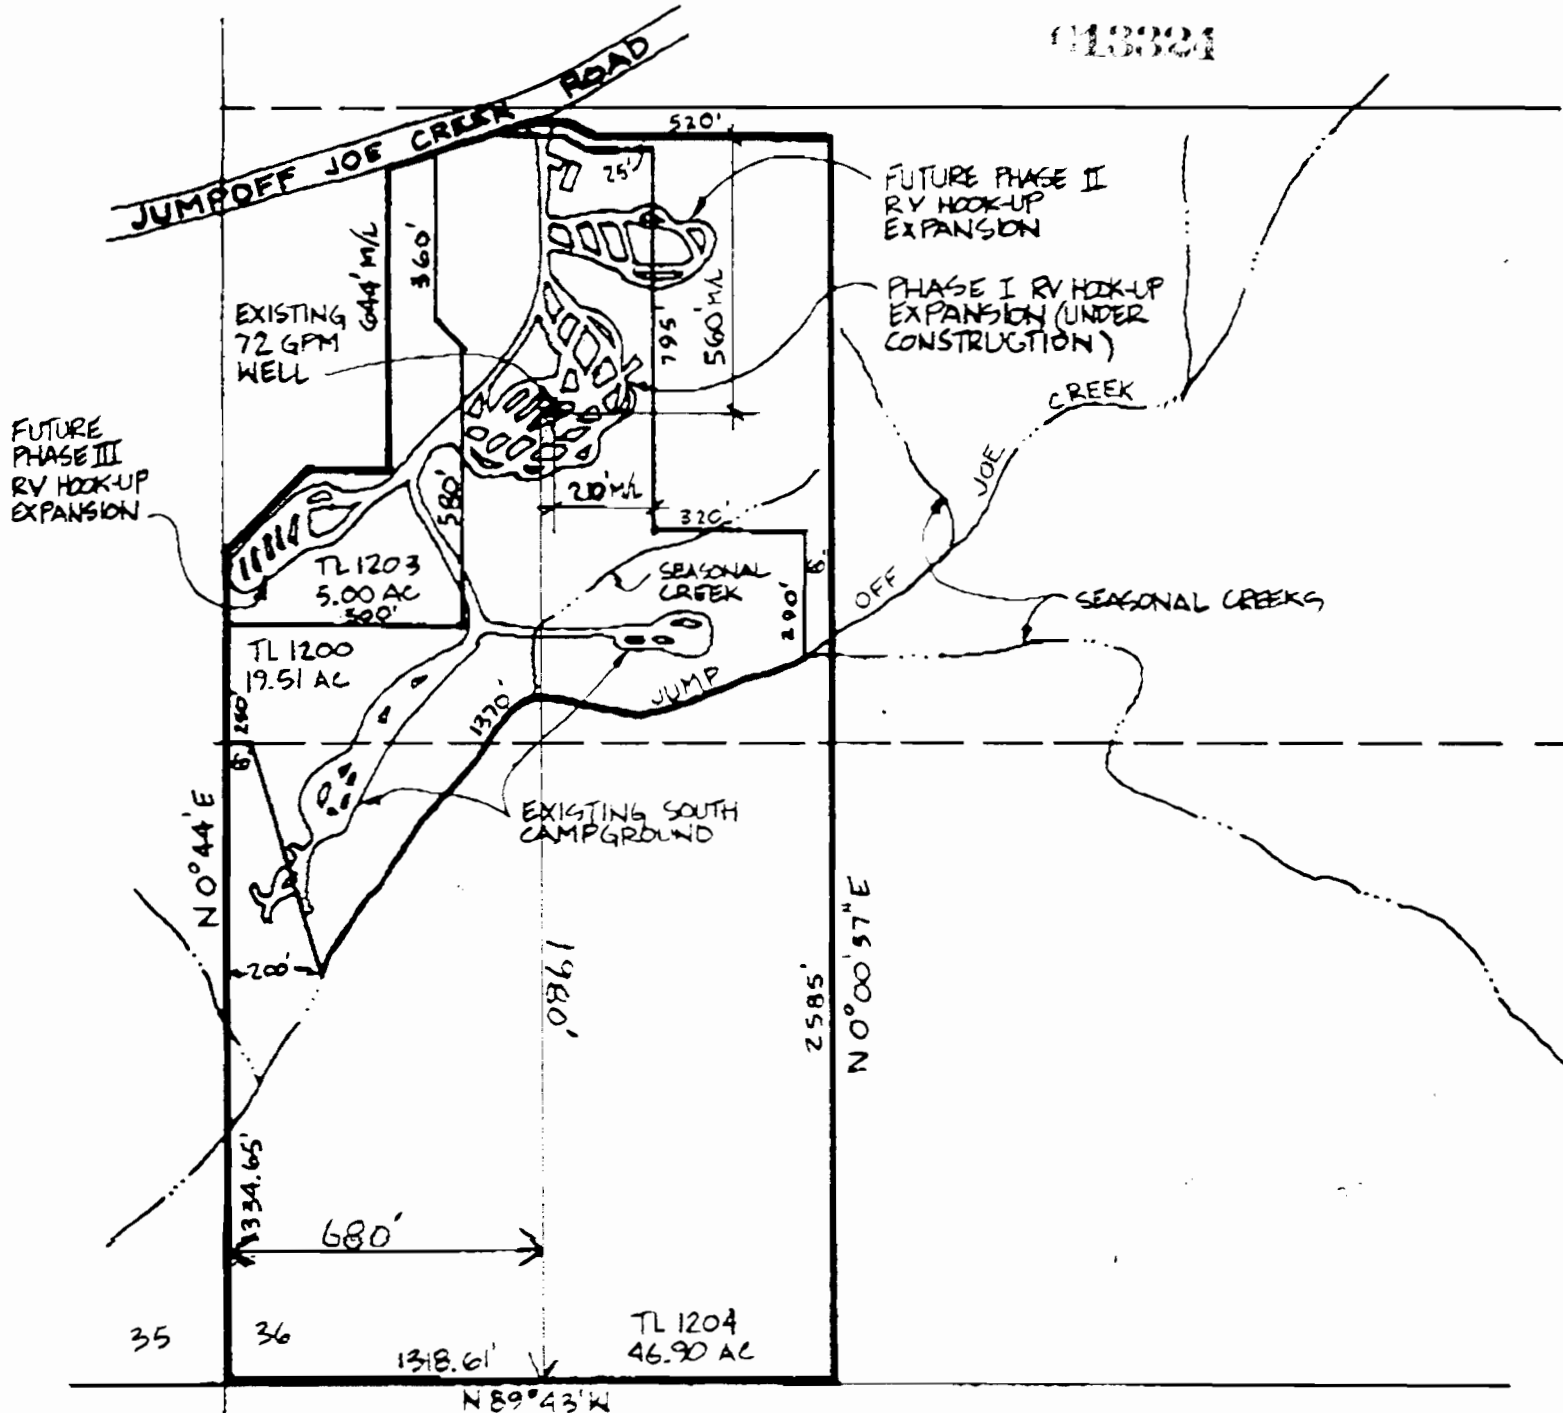 C13321
JUMPOFF JOE CREEK ROAD
520'
25'
FUTURE PHASE II
RV HOOK-UP
EXPANSION
644' M/L
360'
EXISTING
72 GPM
WELL
795'
560' M/L
PHASE I RV HOOK-UP
EXPANSION (UNDER
CONSTRUCTION)
FUTURE
PHASE III
RV HOOK-UP
EXPANSION
580'
210' M/L
320'
CREEK
JOE
OFF
JUMP
TL 1203
5.00 AC
300'
SEASONAL
CREEK
290'
SEASONAL CREEKS
TL 1200
19.51 AC
1370'
EXISTING SOUTH
CAMPGROUND
N 0°44' E
200'
1980'
2585'
N 0°00'37" E
1334.65'
680'
35
36
TL 1204
46.90 AC
1318.61'
N 89°43' W